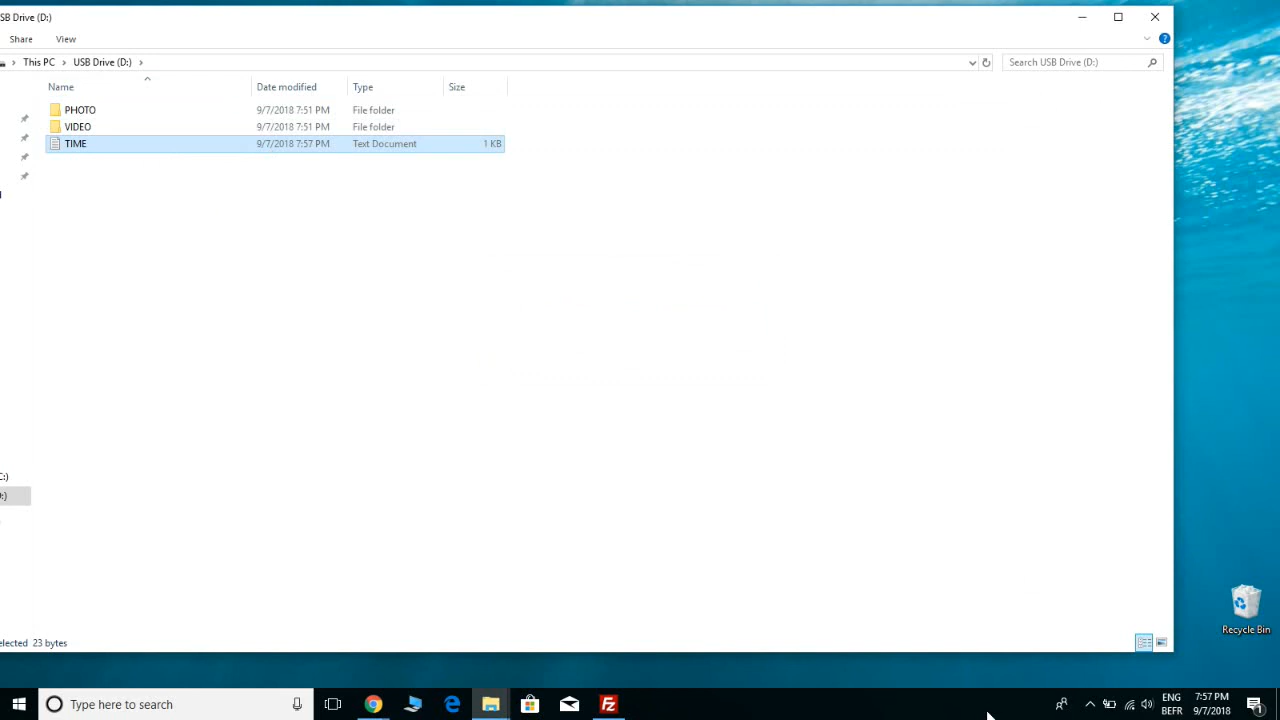 SB Drive (D:)
Share View
This PC USB Drive (D:) Search USB Drive (D:)
Name Date modified Type Size
PHOTO 9/7/2018 7:51 PM File folder
VIDEO 9/7/2018 7:51 PM File folder
TIME 9/7/2018 7:57 PM Text Document 1 KB
C:)
):)
elected 23 bytes
Recycle Bin
Type here to search
ENG 7:57 PM
BEFR 9/7/2018